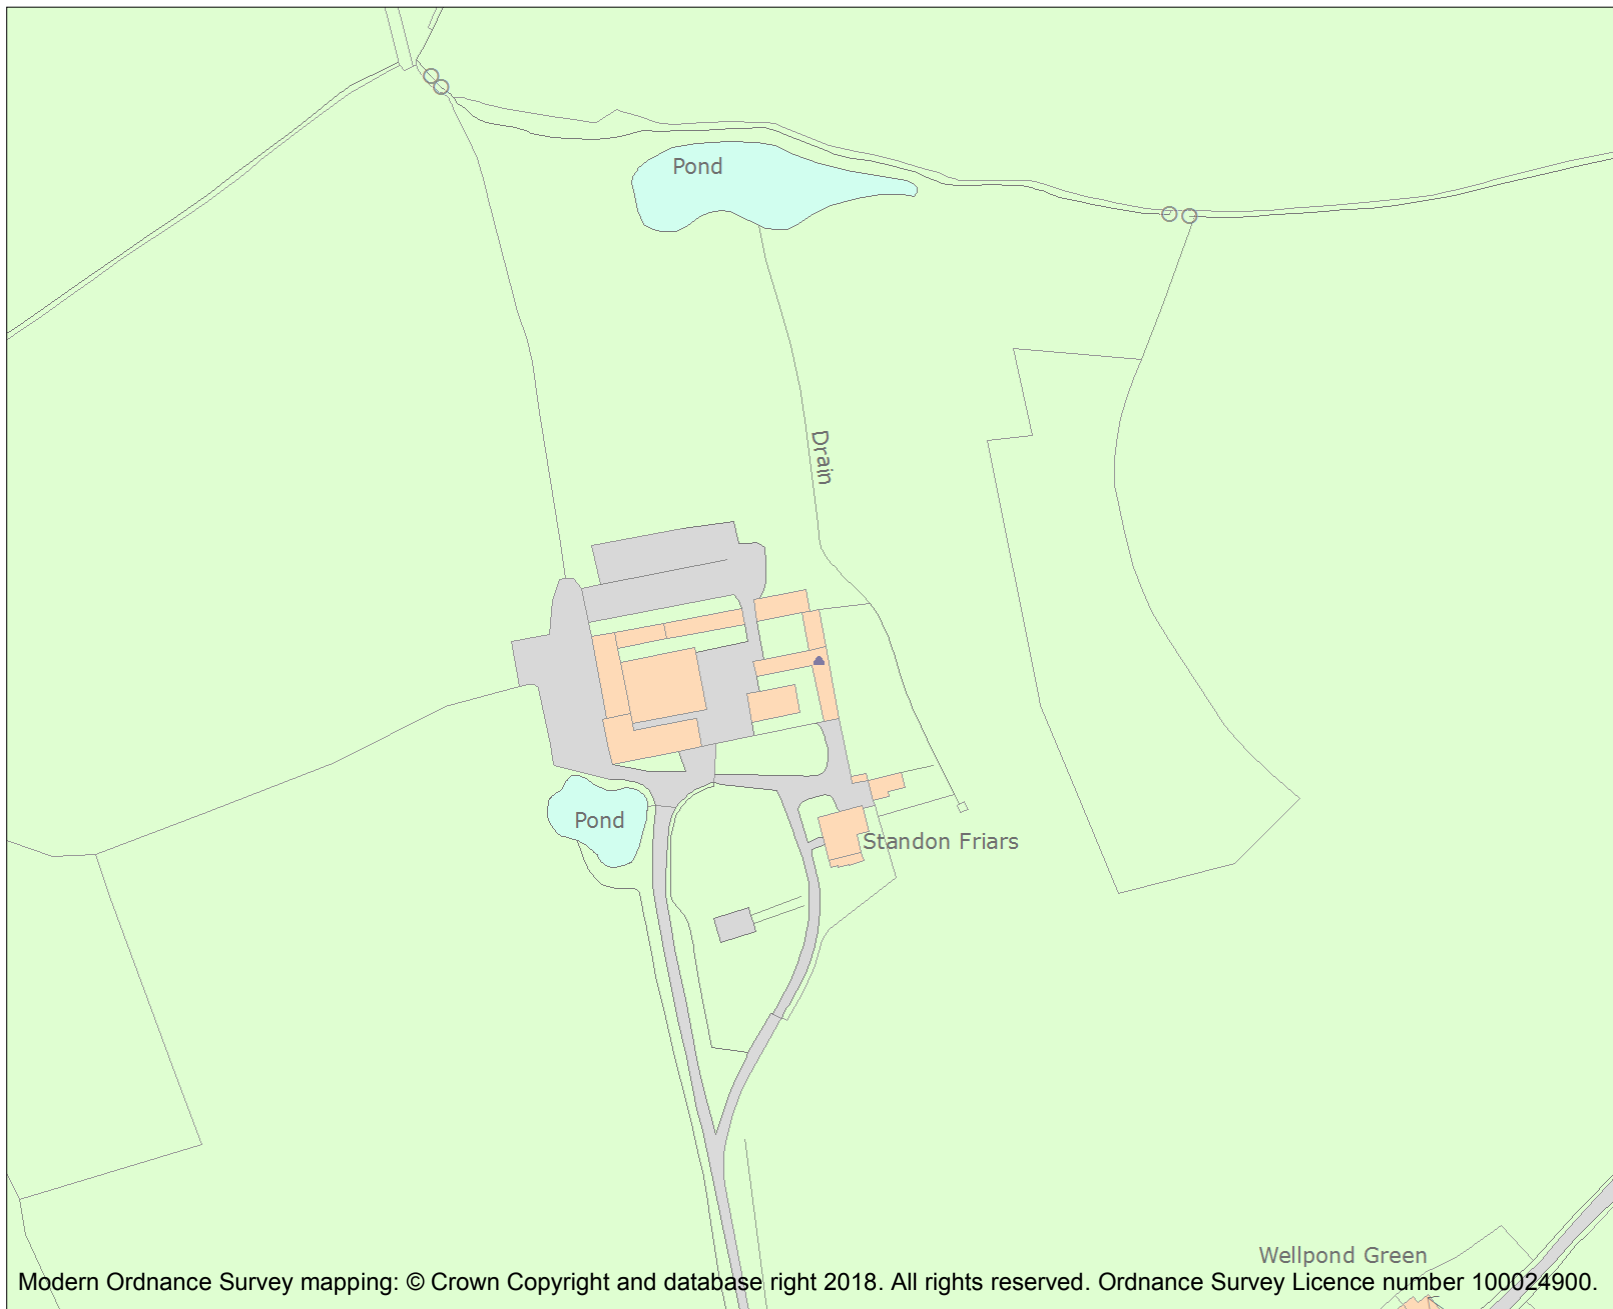 Pond
Drain
Pond
Standon Friars
Wellpond Green
Modern Ordnance Survey mapping: © Crown Copyright and database right 2018. All rights reserved. Ordnance Survey Licence number 100024900.